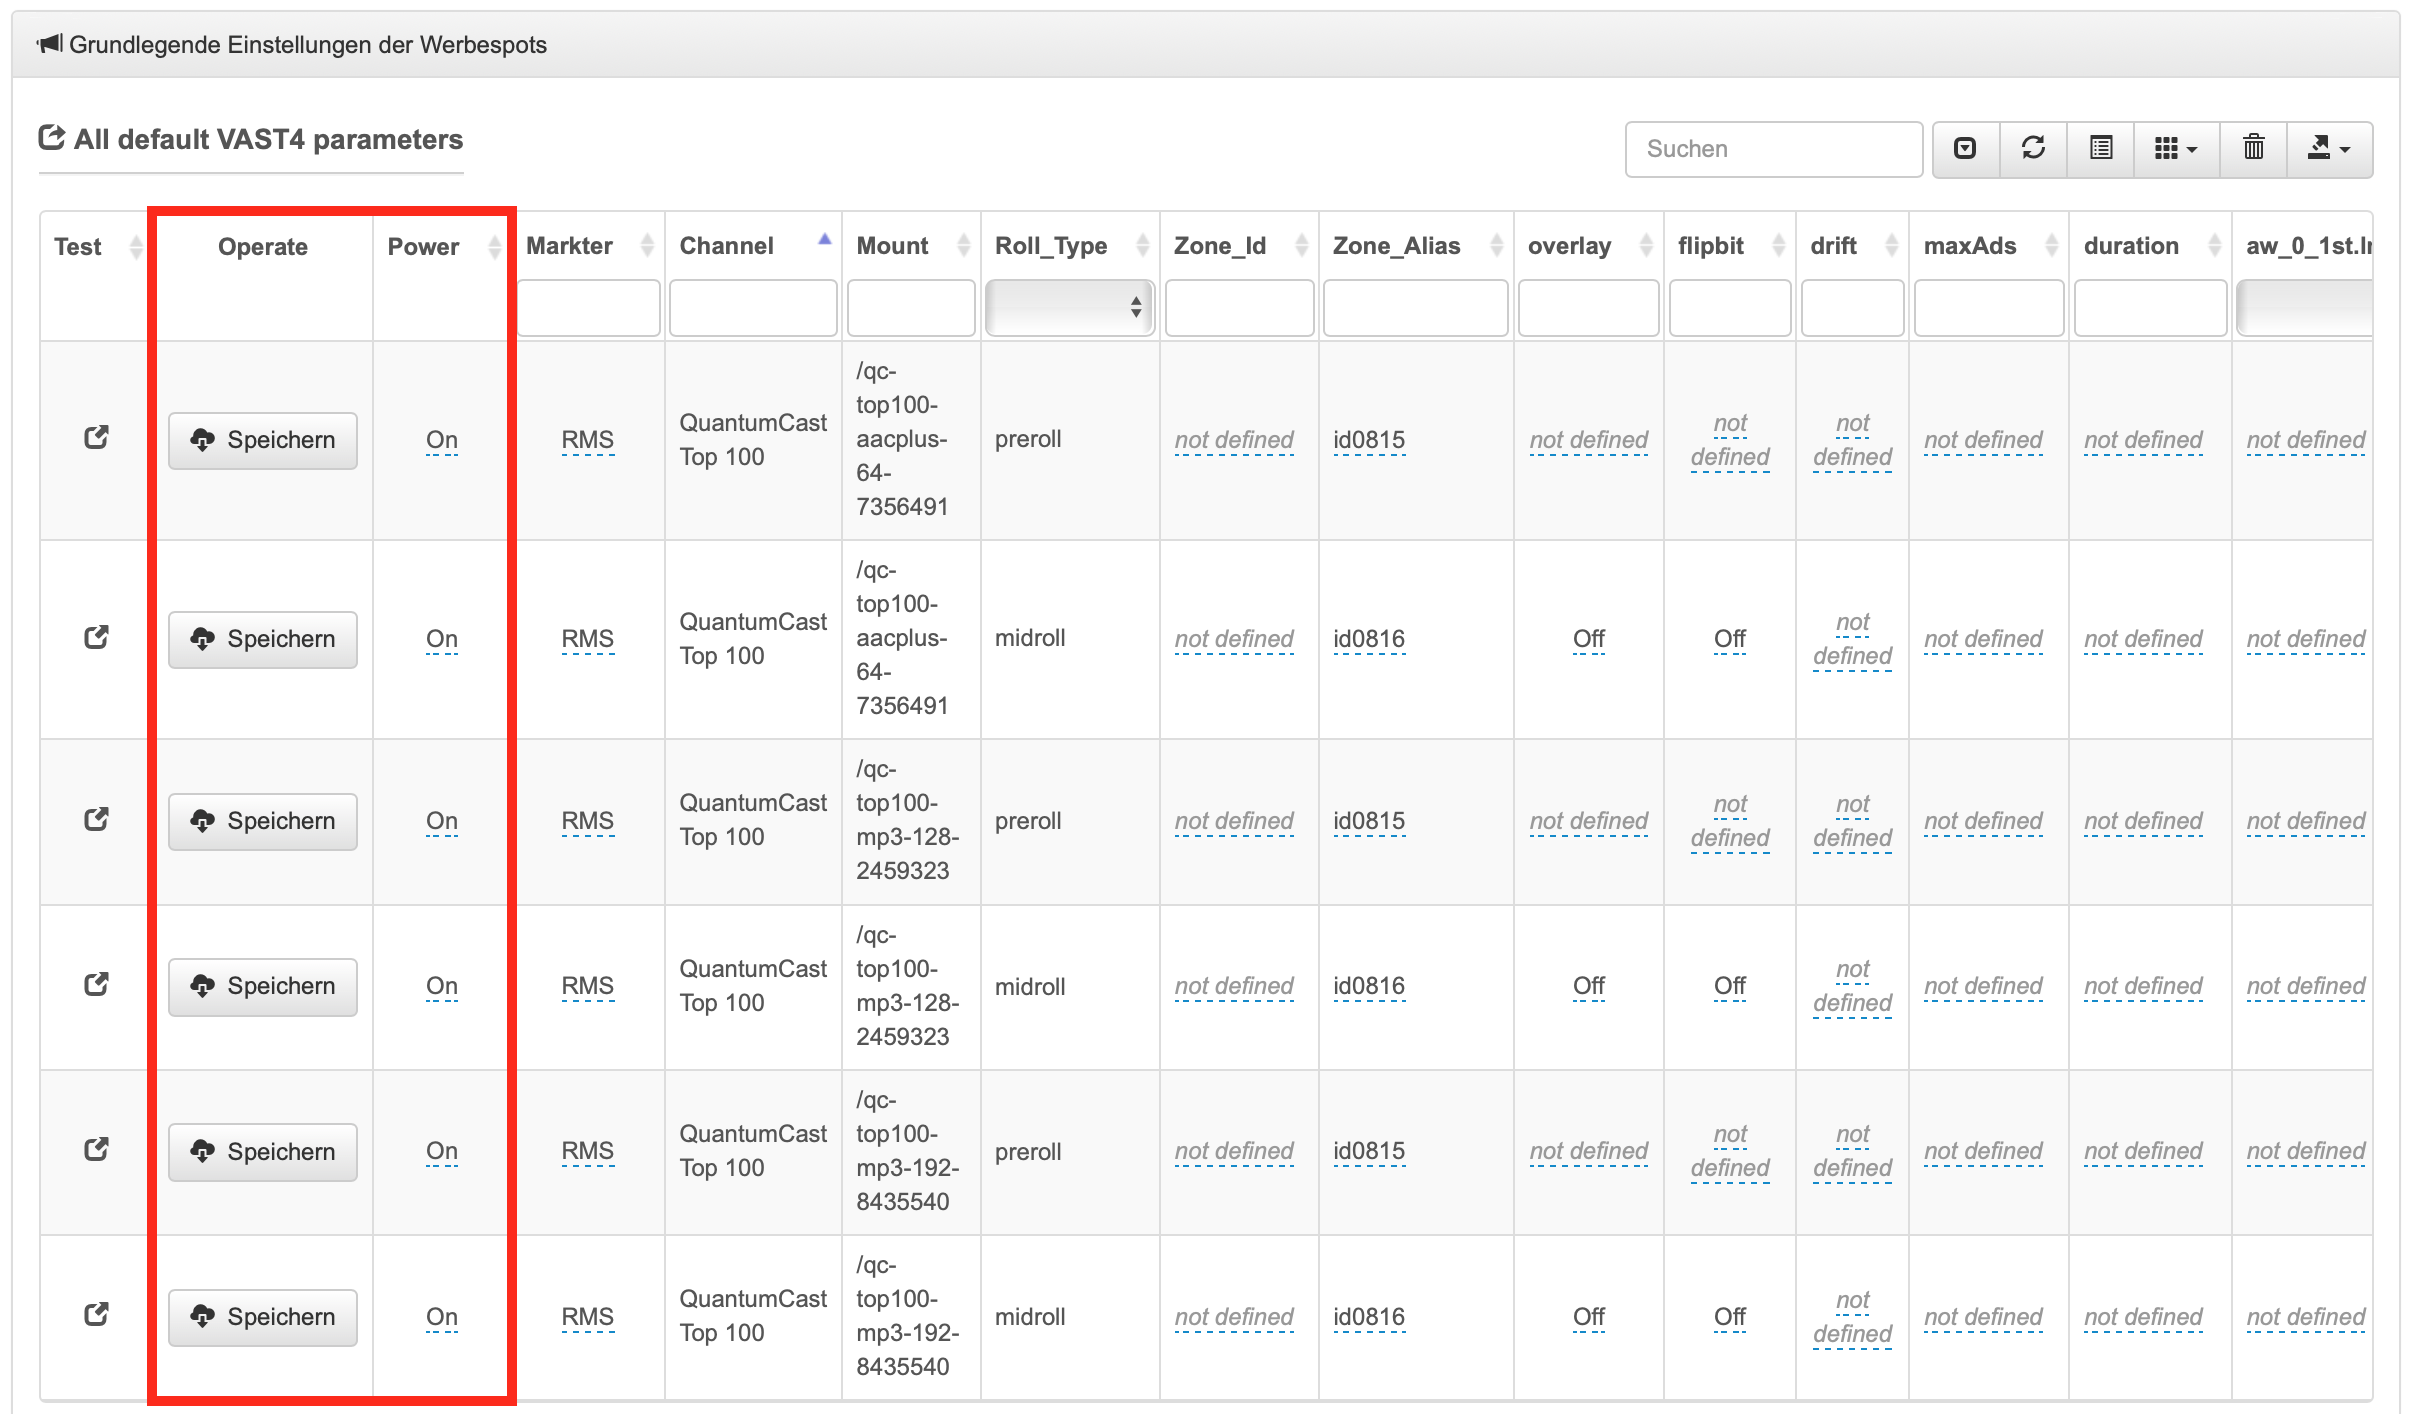 Grundlegende Einstellungen der Werbespots
All default VAST4 parameters
Suchen
Test Operate Power Markter Channel Mount Roll_Type Zone_Id Zone_Alias overlay flipbit drift maxAds duration
/qc-
top100-
aacplus-
64-
7356491
Speichern On RMS QuantumCast Top 100 preroll not defined id0815 not defined not defined not defined not defined not defined not defined
/qc-
top100-
aacplus-
64-
7356491
Speichern On RMS QuantumCast Top 100 midroll not defined id0816 Off Off not defined not defined not defined not defined
/qc-
top100-
mp3-128-
2459323
Speichern On RMS QuantumCast Top 100 preroll not defined id0815 not defined not defined not defined not defined not defined not defined
/qc-
top100-
mp3-128-
2459323
Speichern On RMS QuantumCast Top 100 midroll not defined id0816 Off Off not defined not defined not defined not defined
/qc-
top100-
mp3-192-
8435540
Speichern On RMS QuantumCast Top 100 preroll not defined id0815 not defined not defined not defined not defined not defined not defined
/qc-
top100-
mp3-192-
8435540
Speichern On RMS QuantumCast Top 100 midroll not defined id0816 Off Off not defined not defined not defined not defined